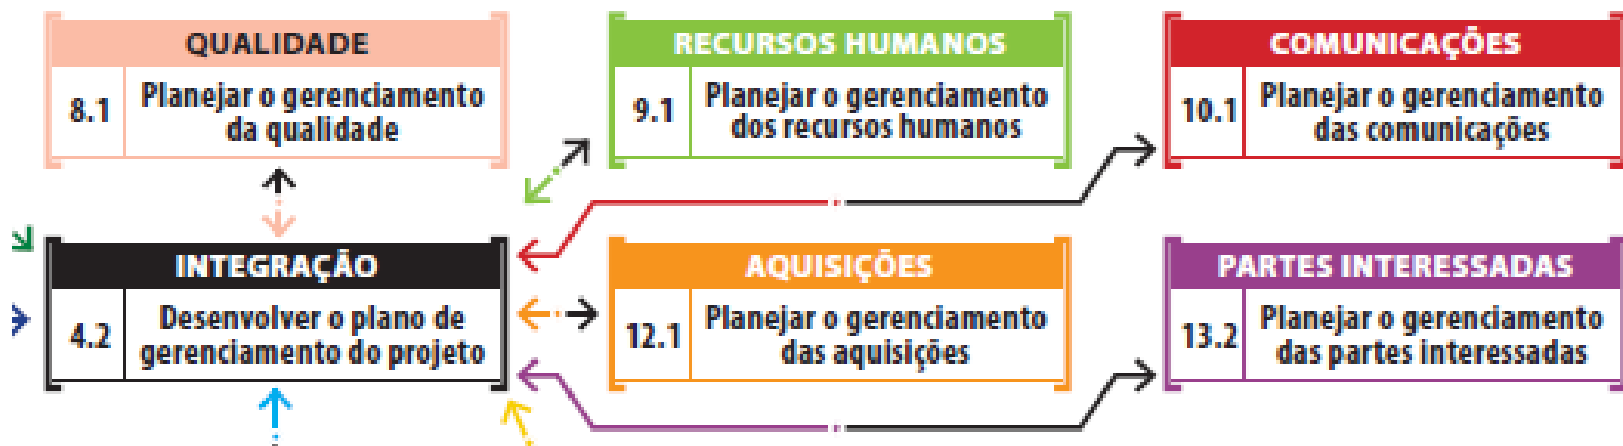 QUALIDADE
8.1
Planejar o gerenciamento
da qualidade
RECURSOS HUMANOS
9.1
Planejar o gerenciamento
dos recursos humanos
COMUNICAÇÕES
10.1
Planejar o gerenciamento
das comunicações
INTEGRAÇÃO
4.2
Desenvolver o plano de
gerenciamento do projeto
AQUISIÇÕES
12.1
Planejar o gerenciamento
das aquisições
PARTES INTERESSADAS
13.2
Planejar o gerenciamento
das partes interessadas